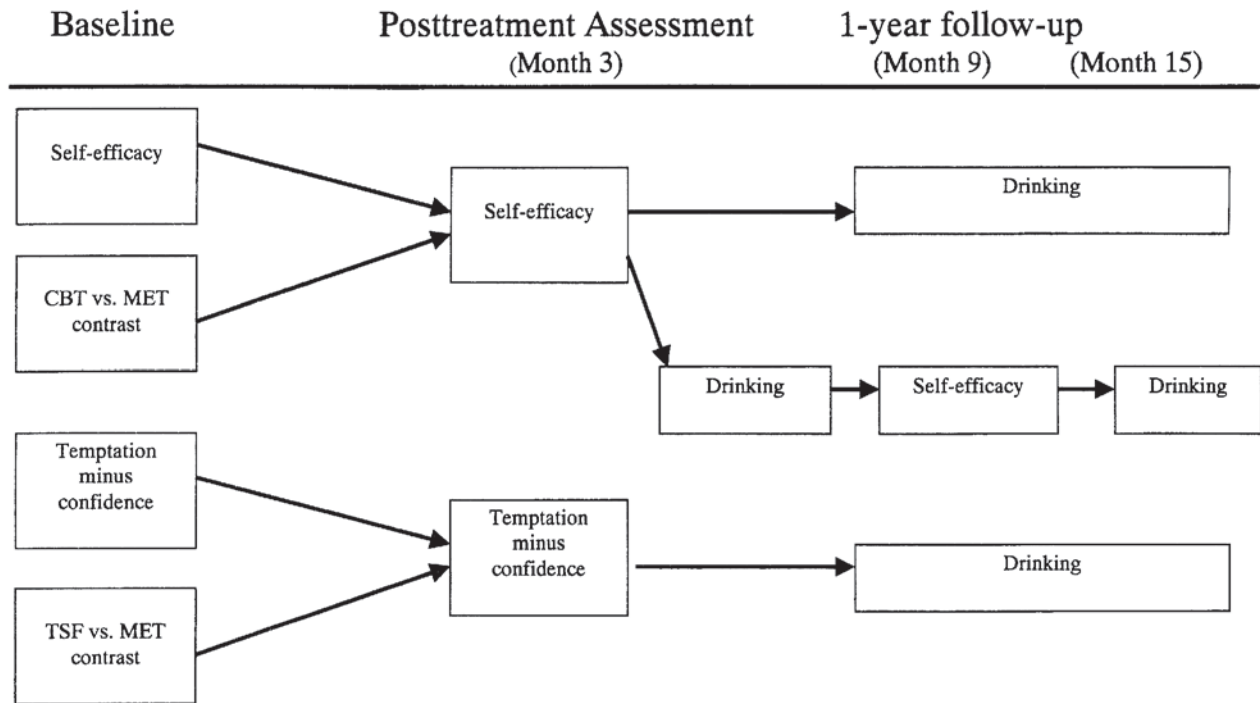 Baseline
Posttreatment Assessment
(Month 3)
1-year follow-up
(Month 9)
(Month 15)
Self-efficacy
CBT vs. MET
contrast
Self-efficacy
Drinking
Drinking
Self-efficacy
Drinking
Temptation
minus
confidence
TSF vs. MET
contrast
Temptation
minus
confidence
Drinking